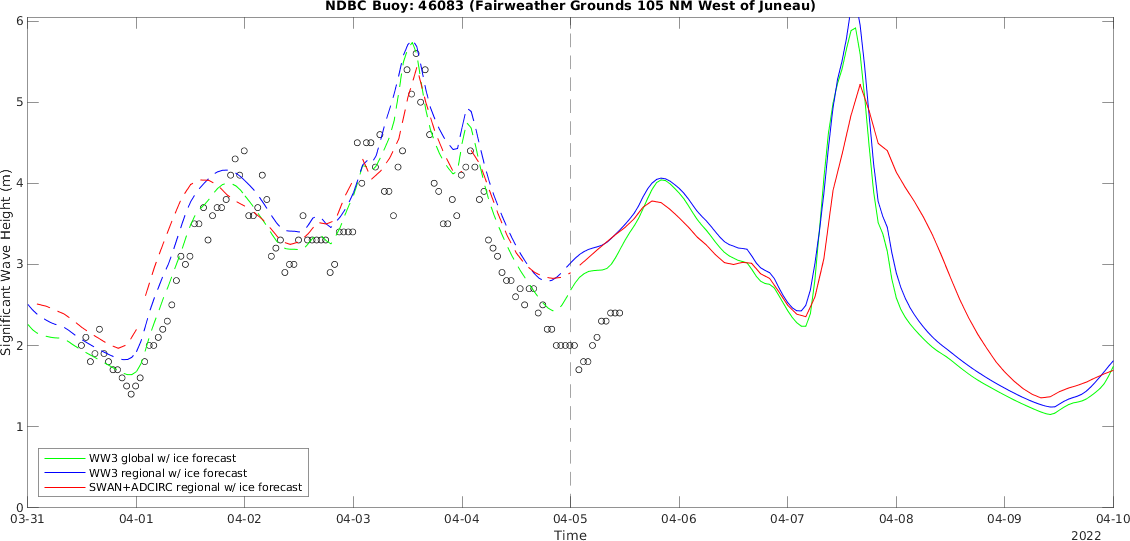 NDBC Buoy: 46083 (Fairweather Grounds 105 NM West of Juneau)
Significant Wave Height (m)
6
5
4
3
2
1
0
WW3 global w/ ice forecast
WW3 regional w/ ice forecast
SWAN+ADCIRC regional w/ ice forecast
03-31 04-01 04-02 04-03 04-04 04-05 04-06 04-07 04-08 04-09 04-10
Time
2022